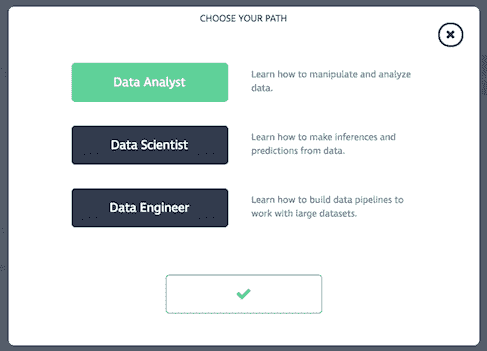 CHOOSE YOUR PATH
Data Analyst
Learn how to manipulate and analyze
data.
Data Scientist
Learn how to make inferences and
predictions from data.
Data Engineer
Learn how to build data pipelines to
work with large datasets.